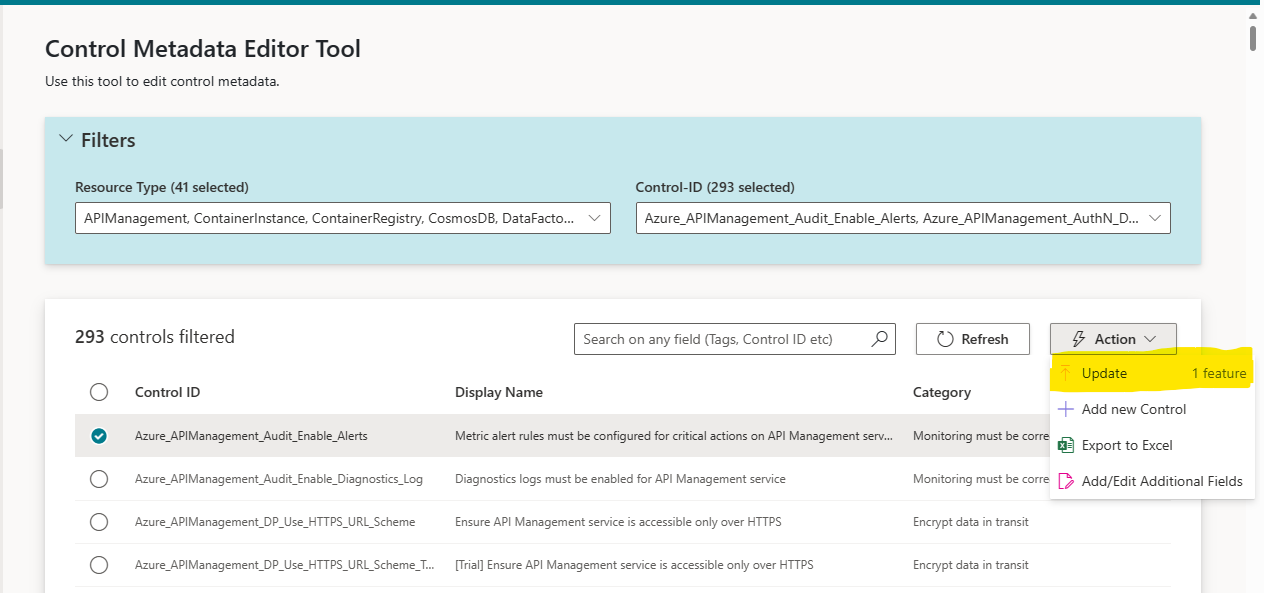 Control Metadata Editor Tool
Use this tool to edit control metadata.
Filters
Resource Type (41 selected)
Control-ID (293 selected)
APIManagement, ContainerInstance, ContainerRegistry, CosmosDB, DataFacto...
Azure_APIManagement_Audit_Enable_Alerts, Azure_APIManagement_AuthN_D...
293 controls filtered
Search on any field (Tags, Control ID etc)
Refresh
Action
Update 1 feature
Add new Control
Export to Excel
Add/Edit Additional Fields
Control ID Display Name Category
Azure_APIManagement_Audit_Enable_Alerts Metric alert rules must be configured for critical actions on API Management serv... Monitoring must be corre
Azure_APIManagement_Audit_Enable_Diagnostics_Log Diagnostics logs must be enabled for API Management service Monitoring must be corre
Azure_APIManagement_DP_Use_HTTPS_URL_Scheme Ensure API Management service is accessible only over HTTPS Encrypt data in transit
Azure_APIManagement_DP_Use_HTTPS_URL_Scheme_T... [Trial] Ensure API Management service is accessible only over HTTPS Encrypt data in transit